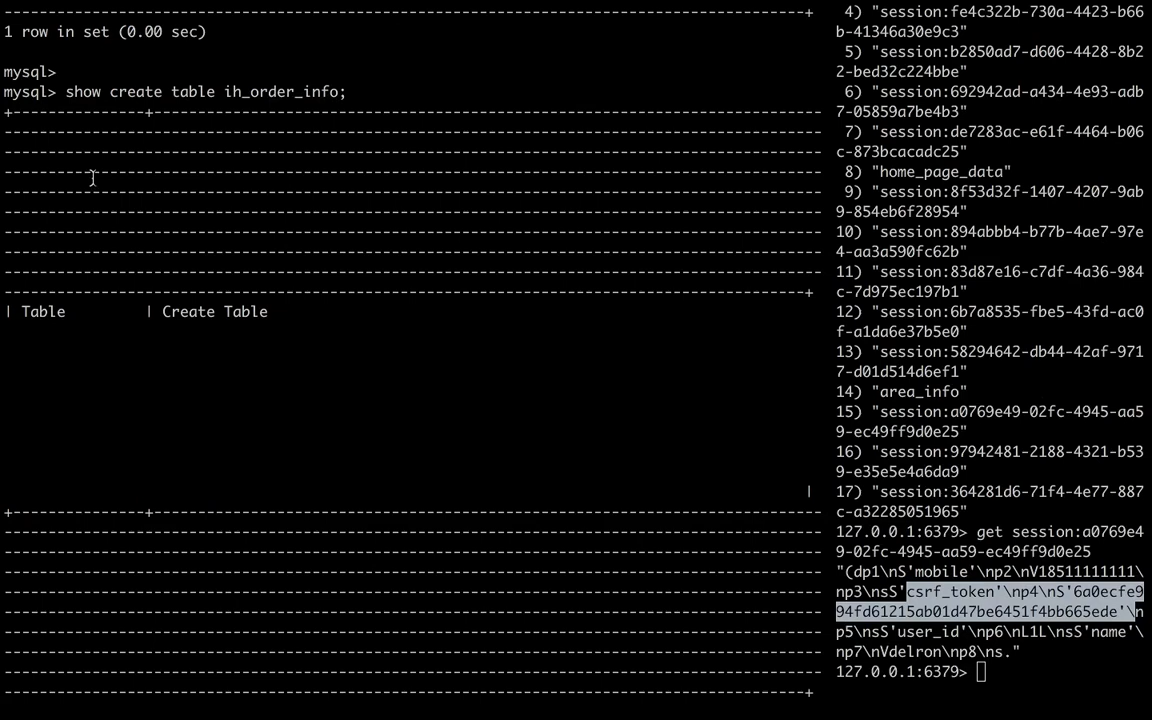 1 row in set (0.00 sec)
mysql>
mysql> show create table ih_order_info;
| Table | Create Table
|
4) "session:fe4c322b-730a-4423-b66
b-41346a30e9c3"
5) "session:b2850ad7-d606-4428-8b2
2-bed32c224bbe"
6) "session:692942ad-a434-4e93-adb
7-05859a7be4b3"
7) "session:de7283ac-e61f-4464-b06
c-873bcacadc25"
8) "home_page_data"
9) "session:8f53d32f-1407-4207-9ab
9-854eb6f28954"
10) "session:894abbb4-b77b-4ae7-97e
4-aa3a590fc62b"
11) "session:83d87e16-c7df-4a36-984
c-7d975ec197b1"
12) "session:6b7a8535-fbe5-43fd-ac0
f-a1da6e37b5e0"
13) "session:58294642-db44-42af-971
7-d01d514d6ef1"
14) "area_info"
15) "session:a0769e49-02fc-4945-aa5
9-ec49ff9d0e25"
16) "session:97942481-2188-4321-b53
9-e35e5e4a6da9"
17) "session:364281d6-71f4-4e77-887
c-a32285051965"
127.0.0.1:6379> get session:a0769e4
9-02fc-4945-aa59-ec49ff9d0e25
"(dp1\nS'mobile'\np2\nV18511111111\
np3\nsS'csrf_token'\np4\nS'6a0ecfe9
94fd61215ab01d47be6451f4bb665ede'\n
p5\nsS'user_id'\np6\nL1L\nsS'name'\
np7\nVdelron\np8\ns."
127.0.0.1:6379>